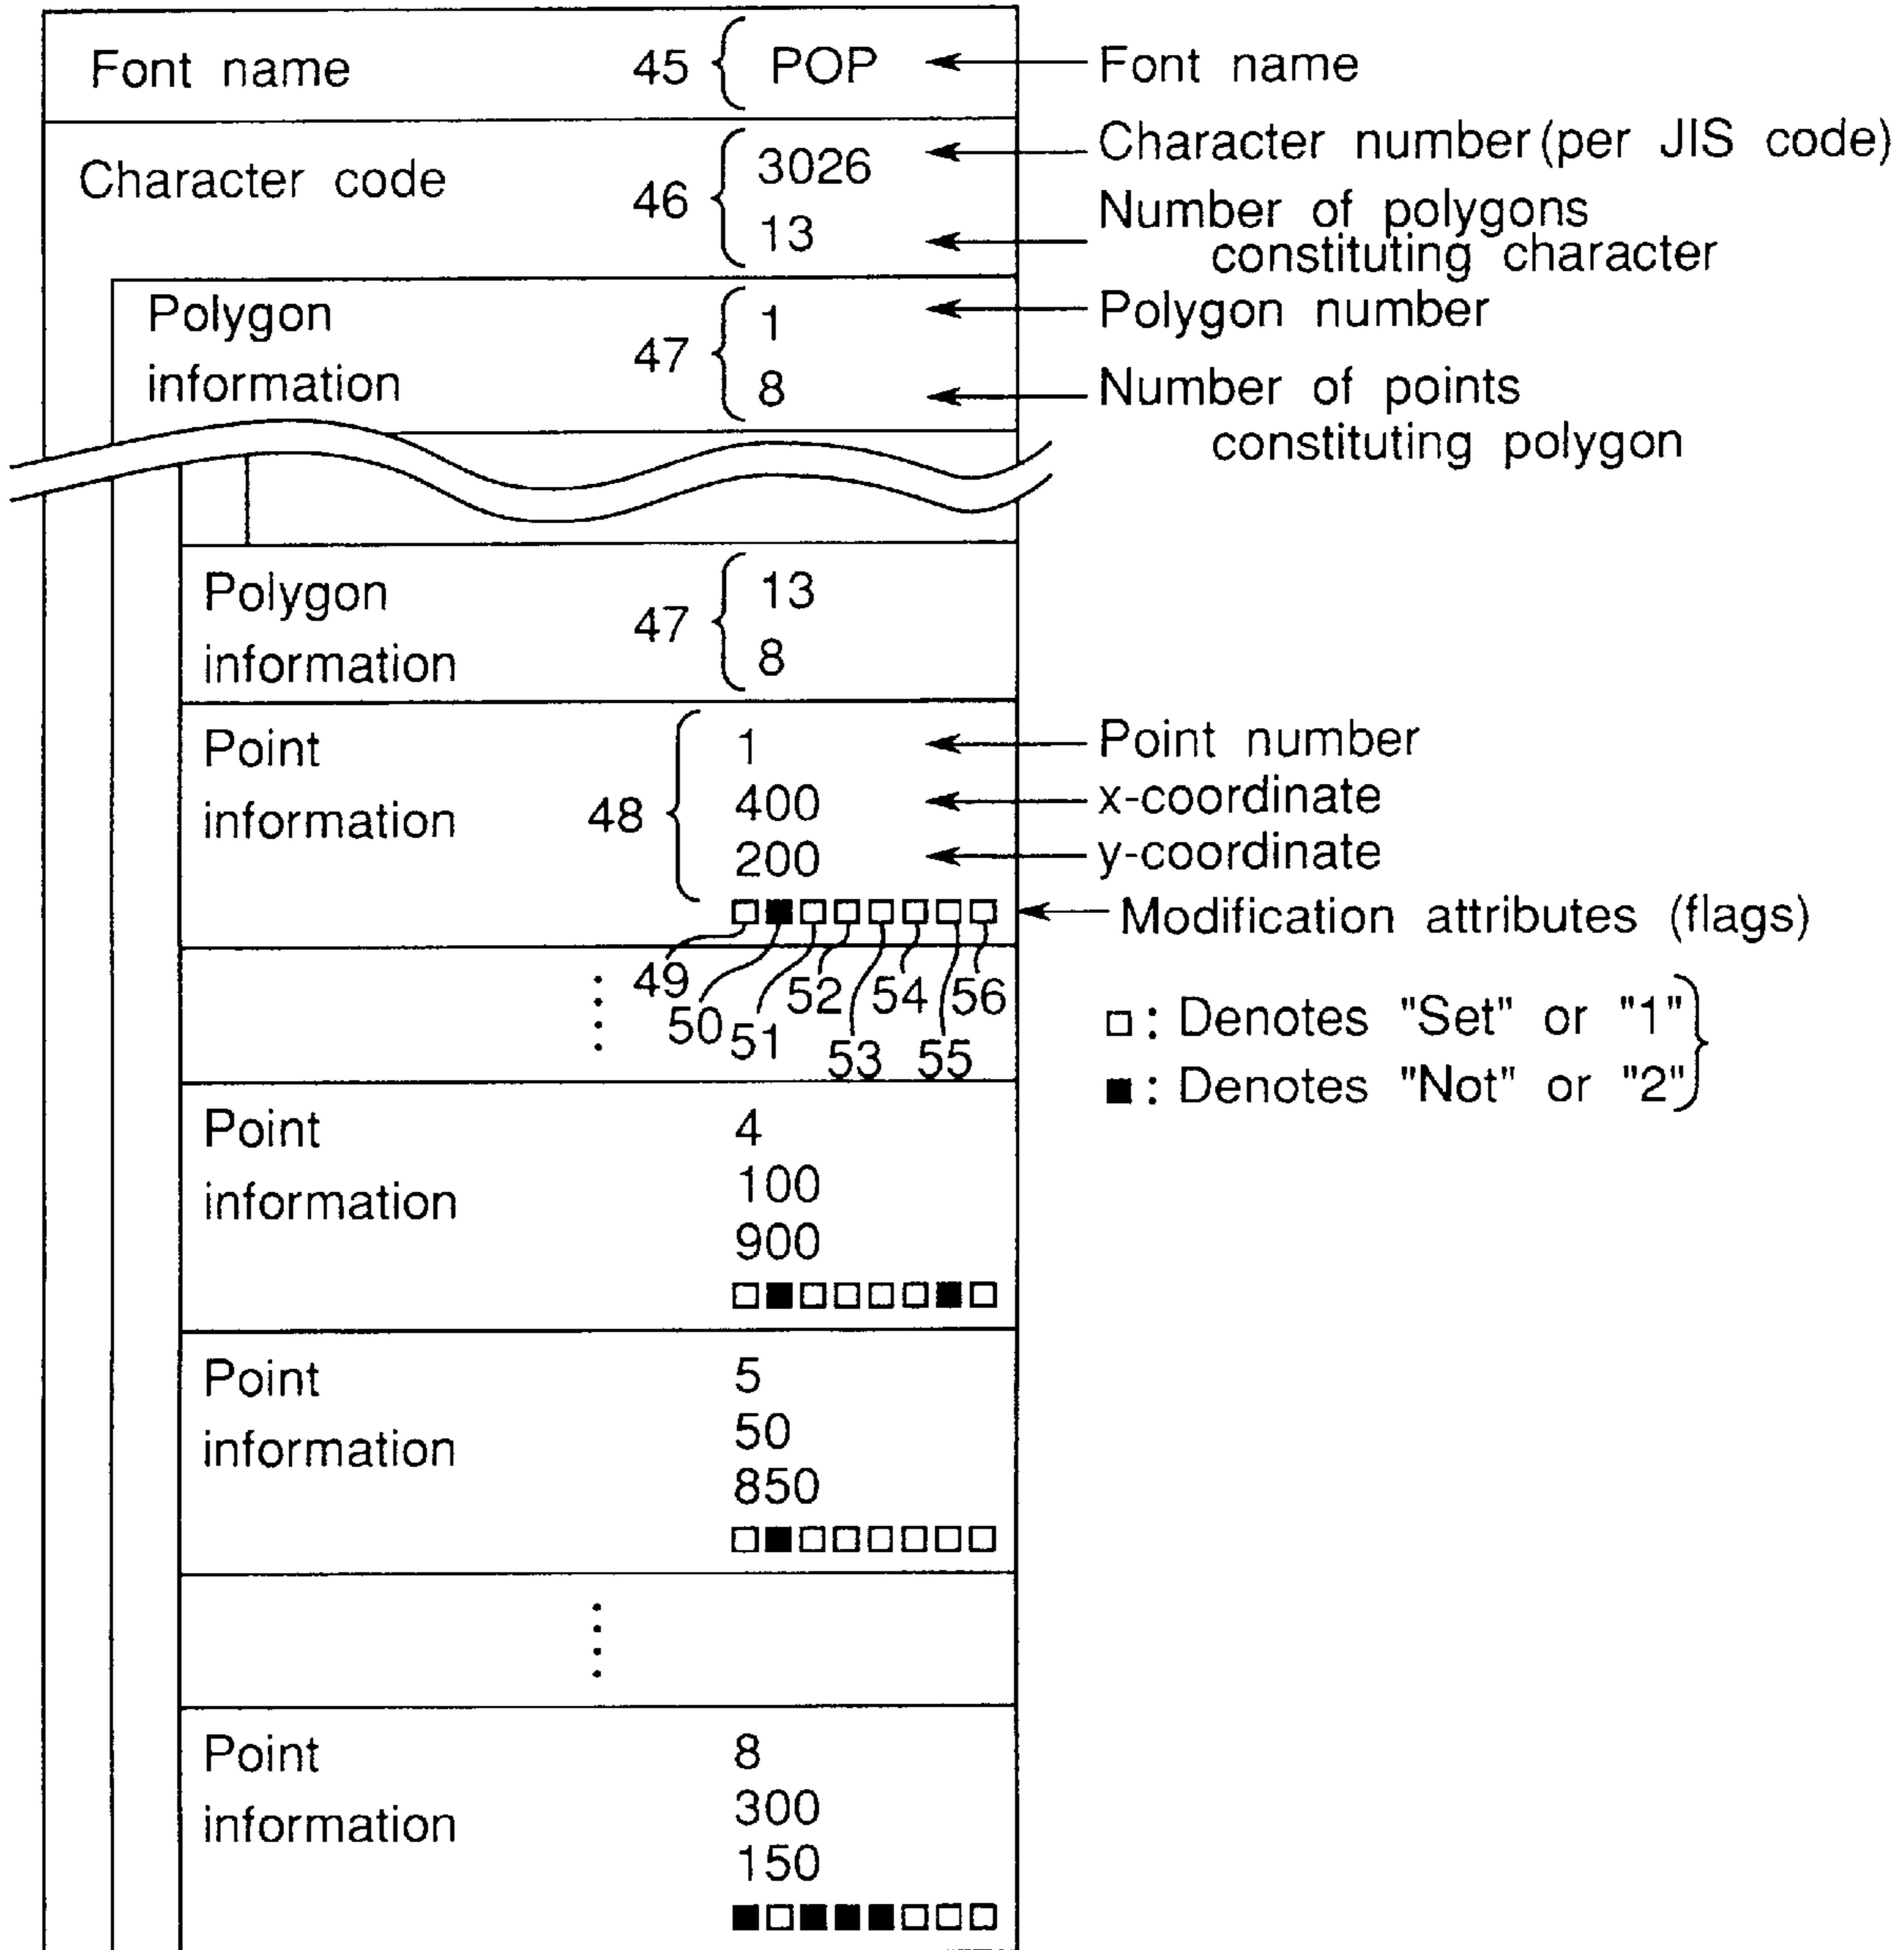 Font name 45 POP Font name
Character code 46 3026 Character number (per JIS code)
13 Number of polygons
constituting character
Polygon 47 1 Polygon number
information 8 Number of points
constituting polygon
Polygon 47 13
information 8
Point 1 Point number
information 48 400 x-coordinate
200 y-coordinate
□■□□□□□□ Modification attributes (flags)
49 50 51 52 53 54 55 56
□: Denotes "Set" or "1"
■: Denotes "Not" or "2"
Point 4
information 100
900
□■□□□□■□
Point 5
information 50
850
□■□□□□□□
Point 8
information 300
150
■□■■■□□□